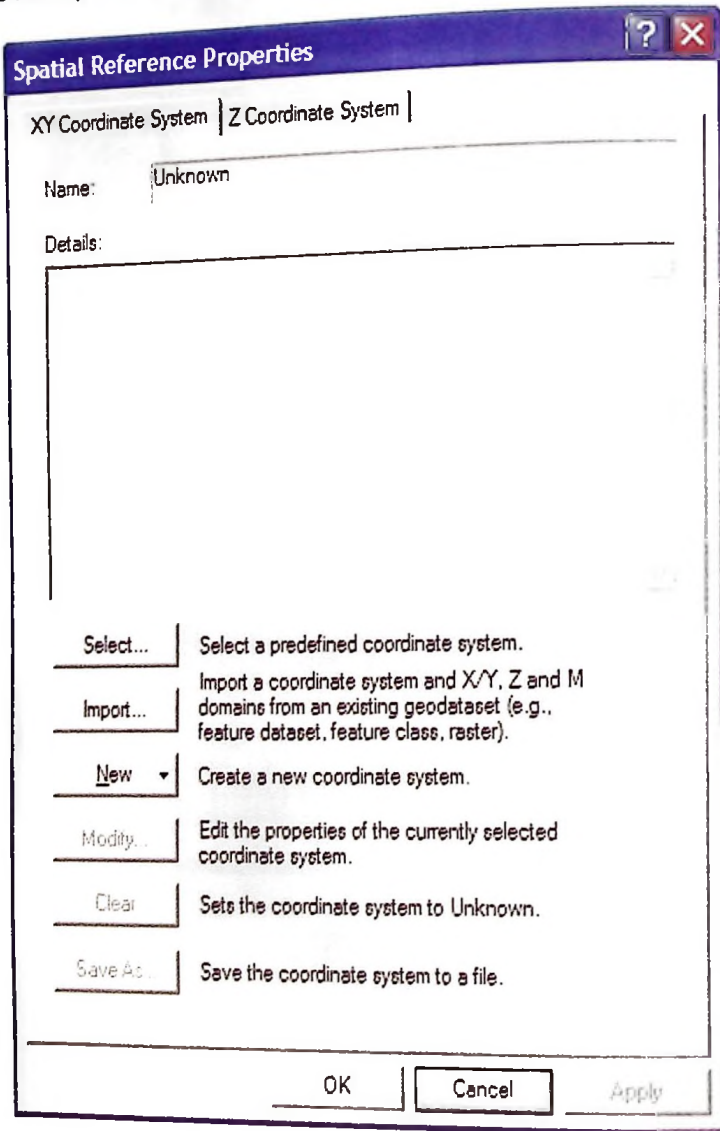 Spatial Reference Properties
XY Coordinate System
Z Coordinate System
Name:
Unknown
Details:
Select...
Select a predefined coordinate system.
Import...
Import a coordinate system and X/Y, Z and M
domains from an existing geodataset (e.g.,
feature dataset, feature class, raster).
New
Create a new coordinate system.
Modify...
Edit the properties of the currently selected
coordinate system.
Clear
Sets the coordinate system to Unknown.
Save As...
Save the coordinate system to a file.
OK
Cancel
Apply